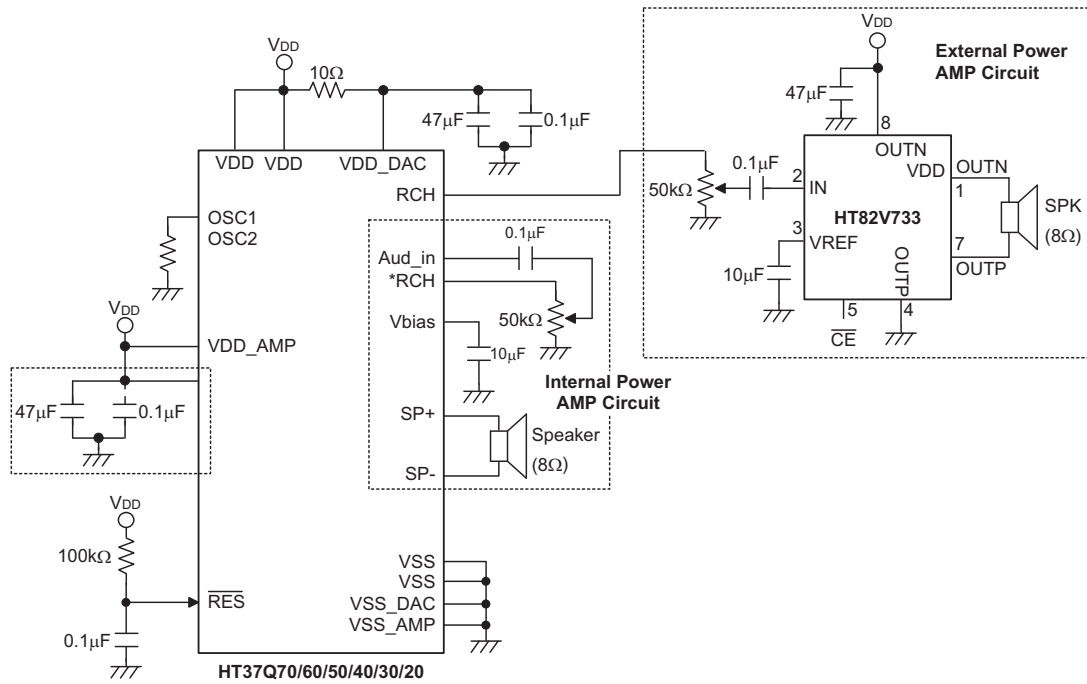 VDD
10Ω
47µF
0.1µF
VDD
VDD
VDD_DAC
RCH
OSC1
OSC2
VDD
VDD_AMP
47µF
0.1µF
VDD
100kΩ
RES
0.1µF
Aud_in
*RCH
Vbias
0.1µF
50kΩ
10µF
Internal Power
AMP Circuit
SP+
SP-
Speaker
(8Ω)
VSS
VSS
VSS_DAC
VSS_AMP
HT37Q70/60/50/40/30/20
External Power
AMP Circuit
VDD
47µF
8
OUTN
VDD
OUTN
1
0.1µF
2
IN
50kΩ
HT82V733
SPK
(8Ω)
3
VREF
7
OUTP
10µF
OUTP
5
4
CE